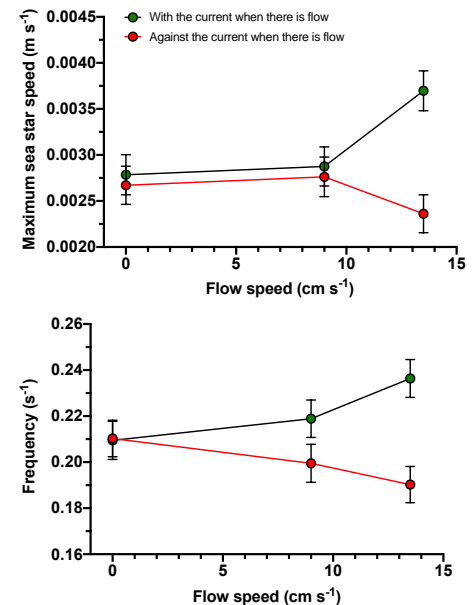 With the current when there is flow
Against the current when there is flow
Maximum sea star speed (m s⁻¹)
0.0045
0.0040
0.0035
0.0030
0.0025
0.0020
0 5 10 15
Flow speed (cm s⁻¹)
Frequency (s⁻¹)
0.26
0.24
0.22
0.20
0.18
0.16
0 5 10 15
Flow speed (cm s⁻¹)